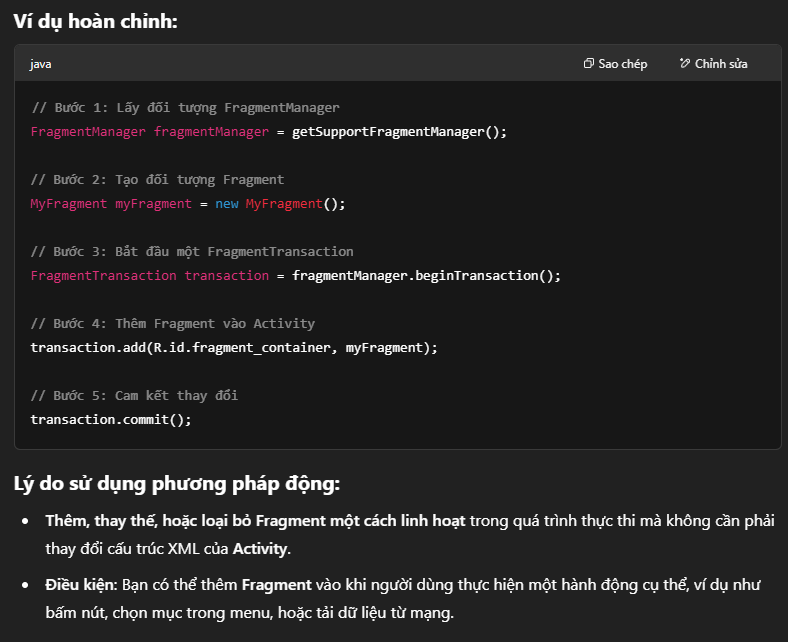 Ví dụ hoàn chỉnh:
java
Sao chép
Chỉnh sửa
// Bước 1: Lấy đối tượng FragmentManager
FragmentManager fragmentManager = getSupportFragmentManager();
// Bước 2: Tạo đối tượng Fragment
MyFragment myFragment = new MyFragment();
// Bước 3: Bắt đầu một FragmentTransaction
FragmentTransaction transaction = fragmentManager.beginTransaction();
// Bước 4: Thêm Fragment vào Activity
transaction.add(R.id.fragment_container, myFragment);
// Bước 5: Cam kết thay đổi
transaction.commit();
Lý do sử dụng phương pháp động:
• Thêm, thay thế, hoặc loại bỏ Fragment một cách linh hoạt trong quá trình thực thi mà không cần phải
thay đổi cấu trúc XML của Activity.
• Điều kiện: Bạn có thể thêm Fragment vào khi người dùng thực hiện một hành động cụ thể, ví dụ như
bấm nút, chọn mục trong menu, hoặc tải dữ liệu từ mạng.